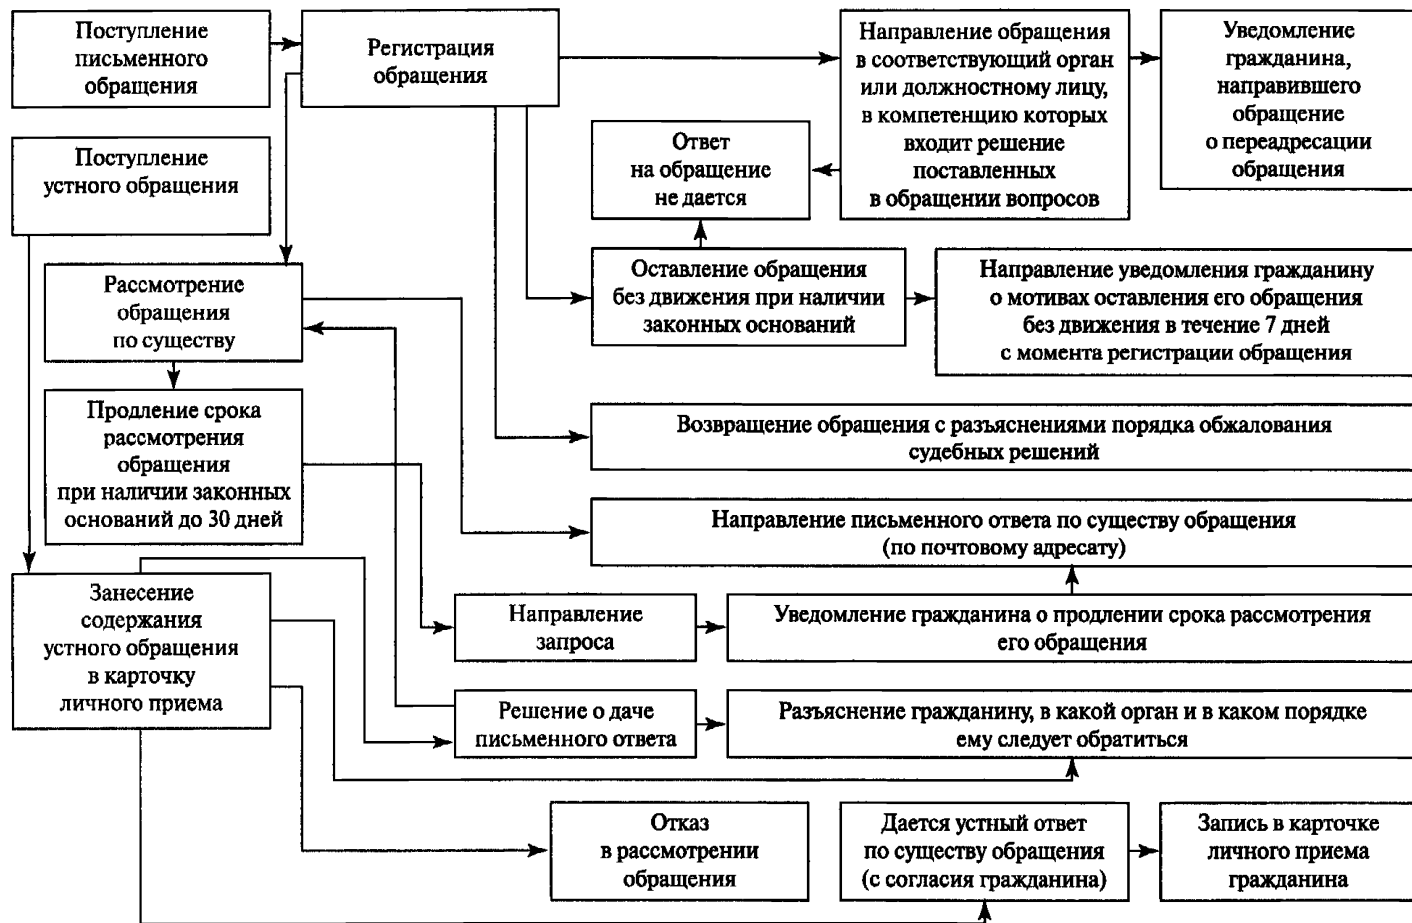 Поступление
письменного
обращения
Регистрация
обращения
Направление обращения
в соответствующий орган
или должностному лицу,
в компетенцию которых
входит решение
поставленных
в обращении вопросов
Уведомление
гражданина,
направившего
обращение
о переадресации
обращения
Поступление
устного обращения
Ответ
на обращение
не дается
Рассмотрение
обращения
по существу
Оставление обращения
без движения при наличии
законных оснований
Направление уведомления гражданину
о мотивах оставления его обращения
без движения в течение 7 дней
с момента регистрации обращения
Продление срока
рассмотрения
обращения
при наличии законных
оснований до 30 дней
Возвращение обращения с разъяснениями порядка обжалования
судебных решений
Направление письменного ответа по существу обращения
(по почтовому адресату)
Занесение
содержания
устного обращения
в карточку
личного приема
Направление
запроса
Уведомление гражданина о продлении срока рассмотрения
его обращения
Решение о даче
письменного ответа
Разъяснение гражданину, в какой орган и в каком порядке
ему следует обратиться
Отказ
в рассмотрении
обращения
Дается устный ответ
по существу обращения
(с согласия гражданина)
Запись в карточке
личного приема
гражданина